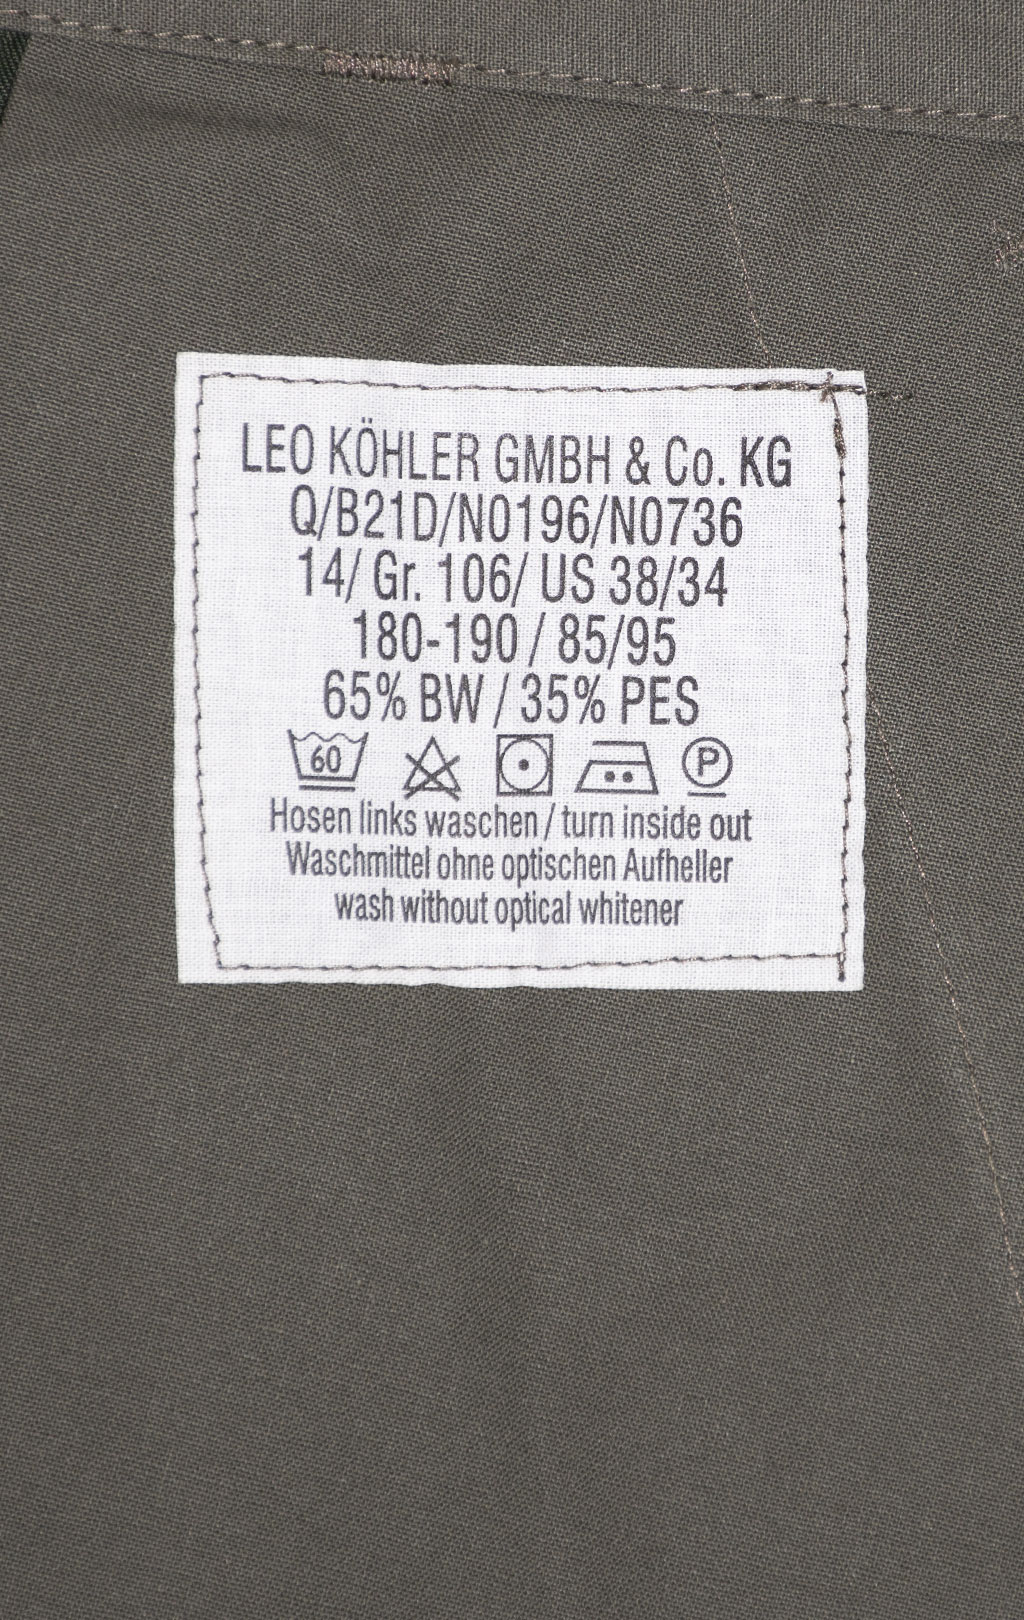 LEO KÖHLER GMBH & Co. KG
Q/B21D/N0196/N0736
14/ Gr. 106/ US 38/34
180-190 / 85/95
65% BW / 35% PES
60 P
Hosen links waschen / turn inside out
Waschmittel ohne optischen Aufheller
wash without optical whitener